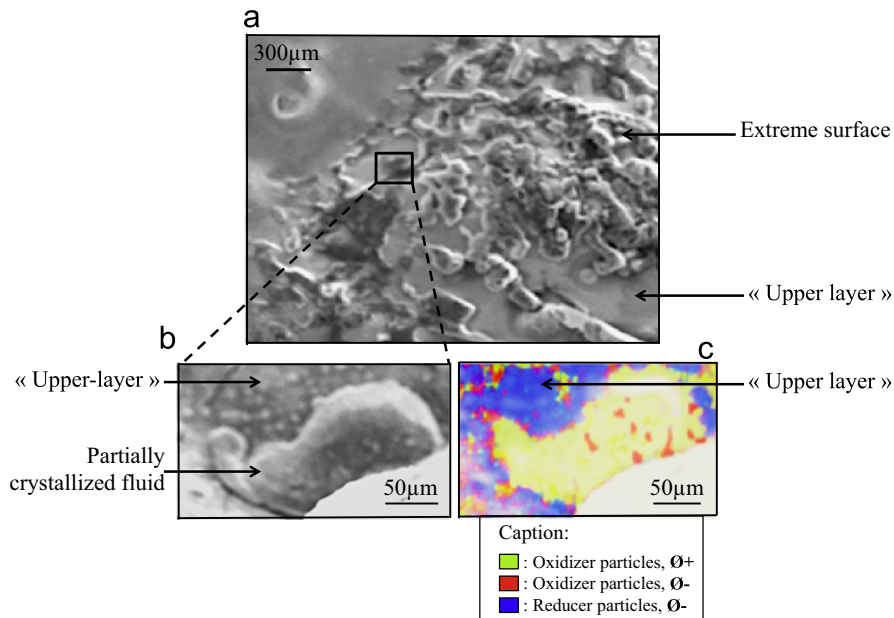 a
300µm
Extreme surface
« Upper layer »
b
c
« Upper-layer »
« Upper layer »
Partially
crystallized fluid
50µm
50µm
Caption:
: Oxidizer particles, Ø+
: Oxidizer particles, Ø-
: Reducer particles, Ø-